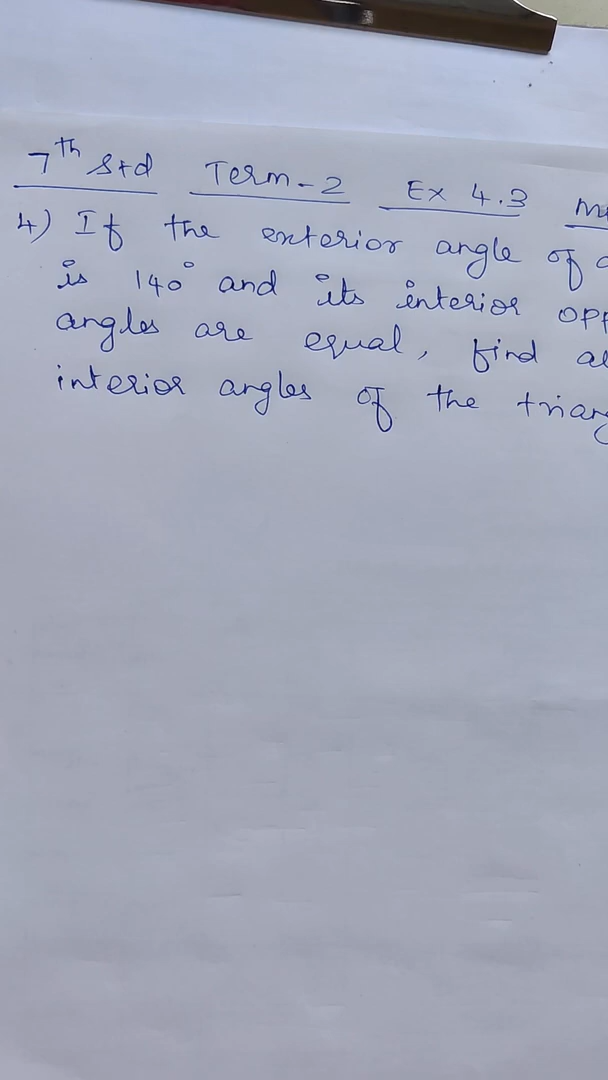 7th Std Term-2 Ex 4.3
4) If the exterior angle of
is 140° and its interior
angles are equal, find
interior angles of the